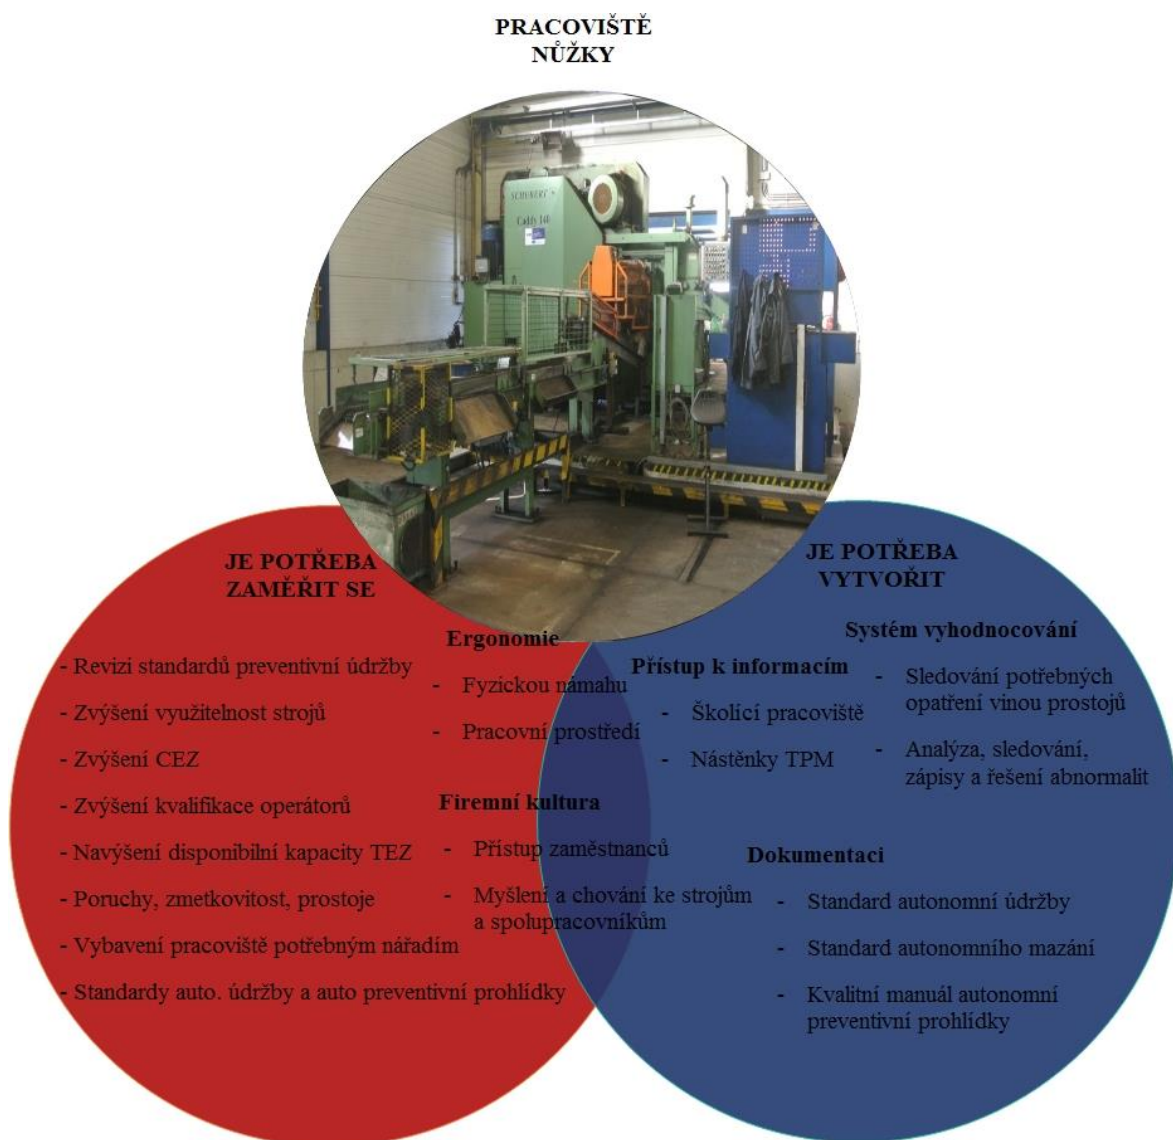 PRACOVIŠTĚ
NŮŽKY
SCHUBERT
Caddy 140
JE POTŘEBA
ZAMĚŘIT SE
- Revizi standardů preventivní údržby
- Zvýšení využitelnost strojů
- Zvýšení CEZ
- Zvýšení kvalifikace operátorů
- Navýšení disponibilní kapacity TEZ
- Poruchy, zmetkovitost, prostoje
- Vybavení pracoviště potřebným nářadím
- Standardy auto. údržby a auto preventivní prohlídky
Ergonomie
- Fyzickou námahu
- Pracovní prostředí
Firemní kultura
- Přístup zaměstnanců
- Myšlení a chování ke strojům
a spolupracovníkům
JE POTŘEBA
VYTVOŘIT
Systém vyhodnocování
- Sledování potřebných
opatření vinou prostojů
- Analýza, sledování,
zápisy a řešení abnormalit
Přístup k informacím
- Školící pracoviště
- Nástěnky TPM
Dokumentaci
- Standard autonomní údržby
- Standard autonomního mazání
- Kvalitní manuál autonomní
preventivní prohlídky